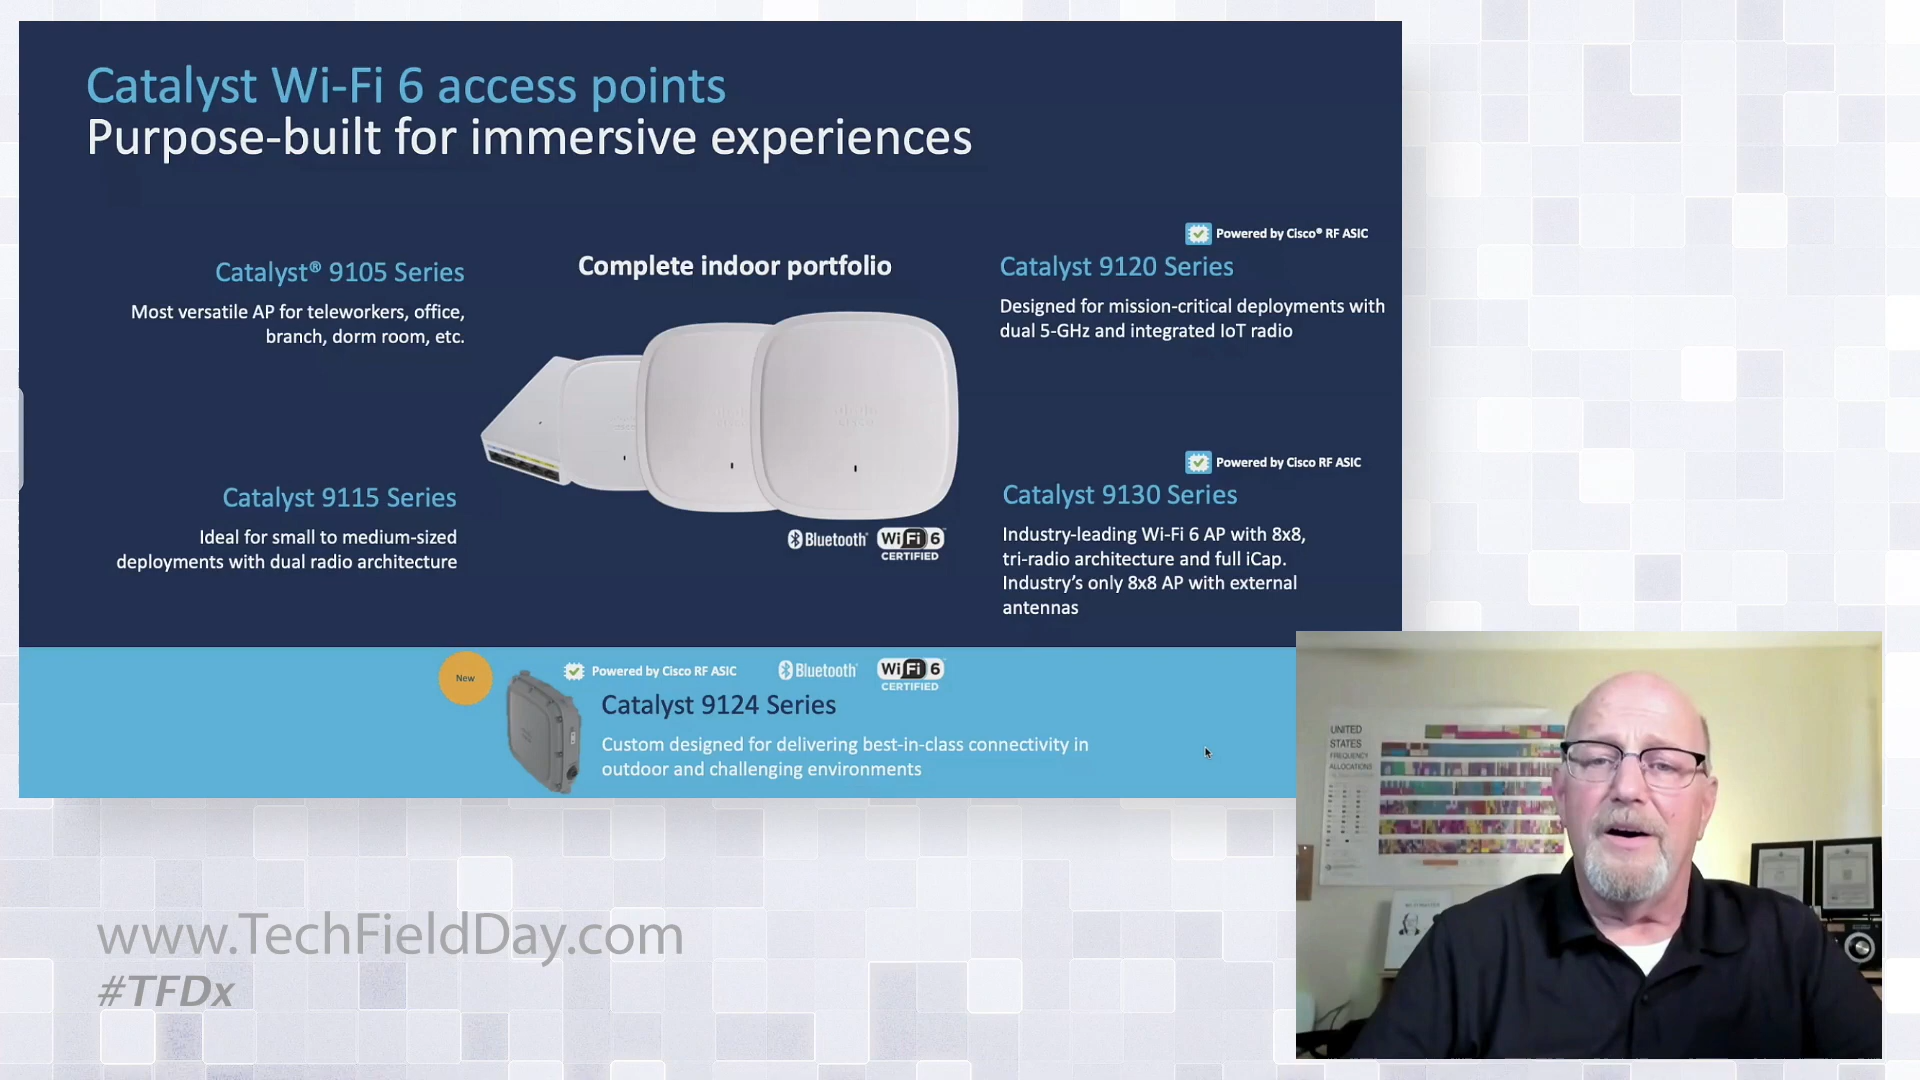 Catalyst Wi-Fi 6 access points
Purpose-built for immersive experiences
Catalyst® 9105 Series
Most versatile AP for teleworkers, office,
branch, dorm room, etc.
Catalyst 9115 Series
Ideal for small to medium-sized
deployments with dual radio architecture
Complete indoor portfolio
Bluetooth®
Wi Fi 6
CERTIFIED
Powered by Cisco® RF ASIC
Catalyst 9120 Series
Designed for mission-critical deployments with
dual 5-GHz and integrated IoT radio
Powered by Cisco RF ASIC
Catalyst 9130 Series
Industry-leading Wi-Fi 6 AP with 8x8,
tri-radio architecture and full iCap.
Industry's only 8x8 AP with external
antennas
New
Powered by Cisco RF ASIC
Bluetooth®
Wi Fi 6
CERTIFIED
Catalyst 9124 Series
Custom designed for delivering best-in-class connectivity in
outdoor and challenging environments
UNITED
STATES
FREQUENCY
ALLOCATIONS
www.TechFieldDay.com
#TFDx